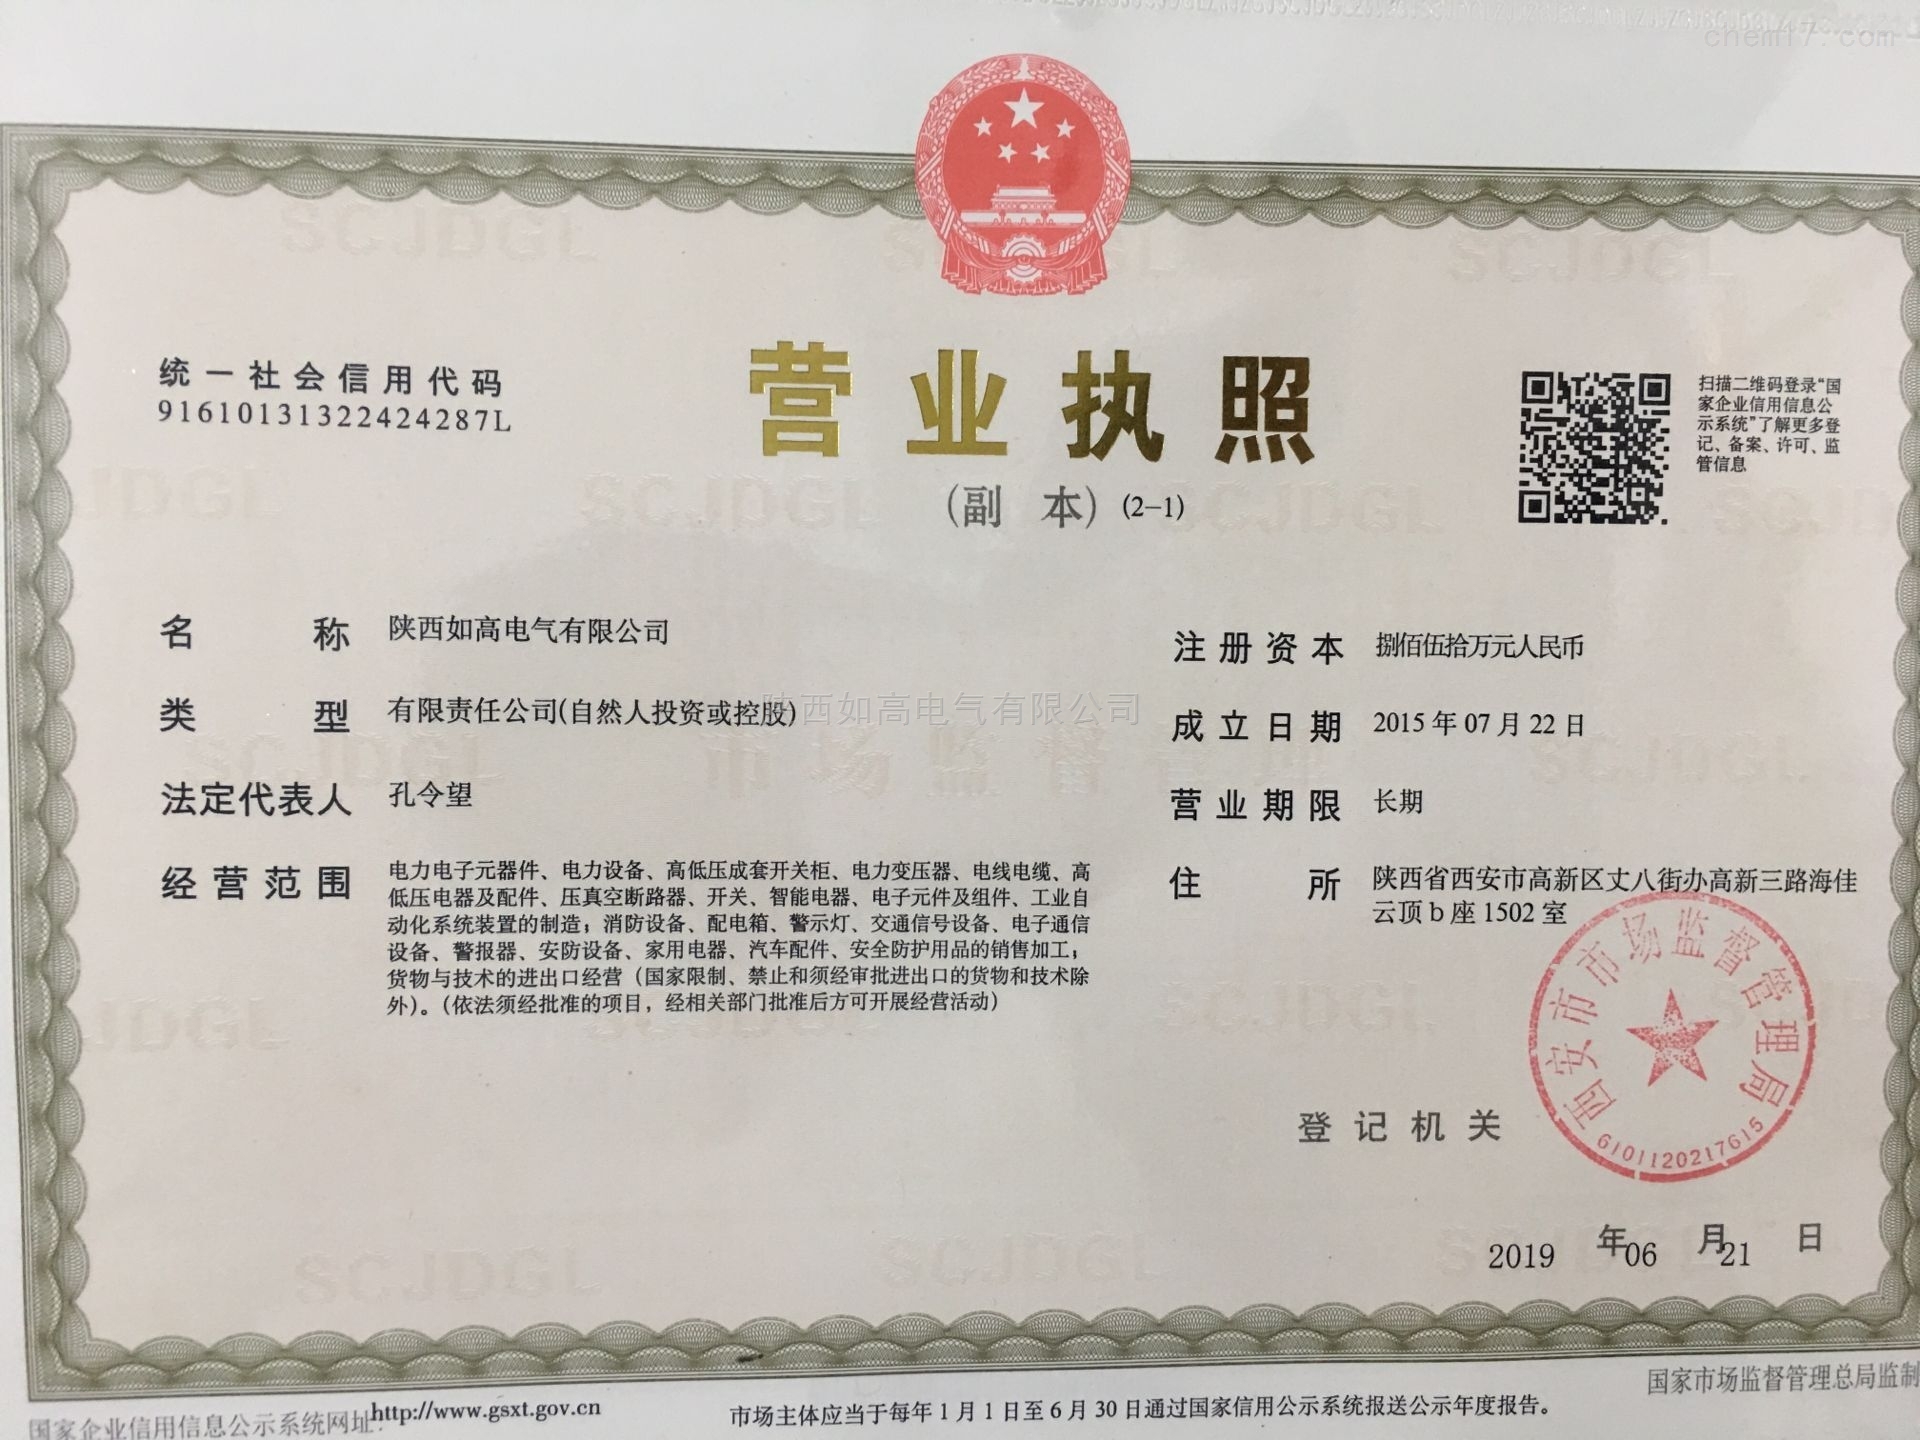 chem17.com
统一社会信用代码
91610131322424287L
营业执照
(副 本) (2-1)
扫描二维码登录“国
家企业信用信息公
示系统”了解更多登
记、备案、许可、监
管信息
名 称 陕西如高电气有限公司
类 型 有限责任公司(自然人投资或控股)
法定代表人 孔令望
经营范围 电力电子元器件、电力设备、高低压成套开关柜、电力变压器、电线电缆、高
低压电器及配件、压真空断路器、开关、智能电器、电子元件及组件、工业自
动化系统装置的制造；消防设备、配电箱、警示灯、交通信号设备、电子通信
设备、警报器、安防设备、家用电器、汽车配件、安全防护用品的销售加工；
货物与技术的进出口经营（国家限制、禁止和须经审批进出口的货物和技术除
外）。（依法须经批准的项目，经相关部门批准后方可开展经营活动）
陕西如高电气有限公司
注册资本 捌佰伍拾万元人民币
成立日期 2015年07月22日
营业期限 长期
住 所 陕西省西安市高新区丈八街办高新三路海佳
云顶b座1502室
登记机关
西安市市场监督管理局
6101120217615
2019 年 06 月 21 日
国家企业信用信息公示系统网址:http://www.gsxt.gov.cn
市场主体应当于每年1月1日至6月30日通过国家信用公示系统报送公示年度报告。
国家市场监督管理总局监制
SCJDGL
市场监督管理